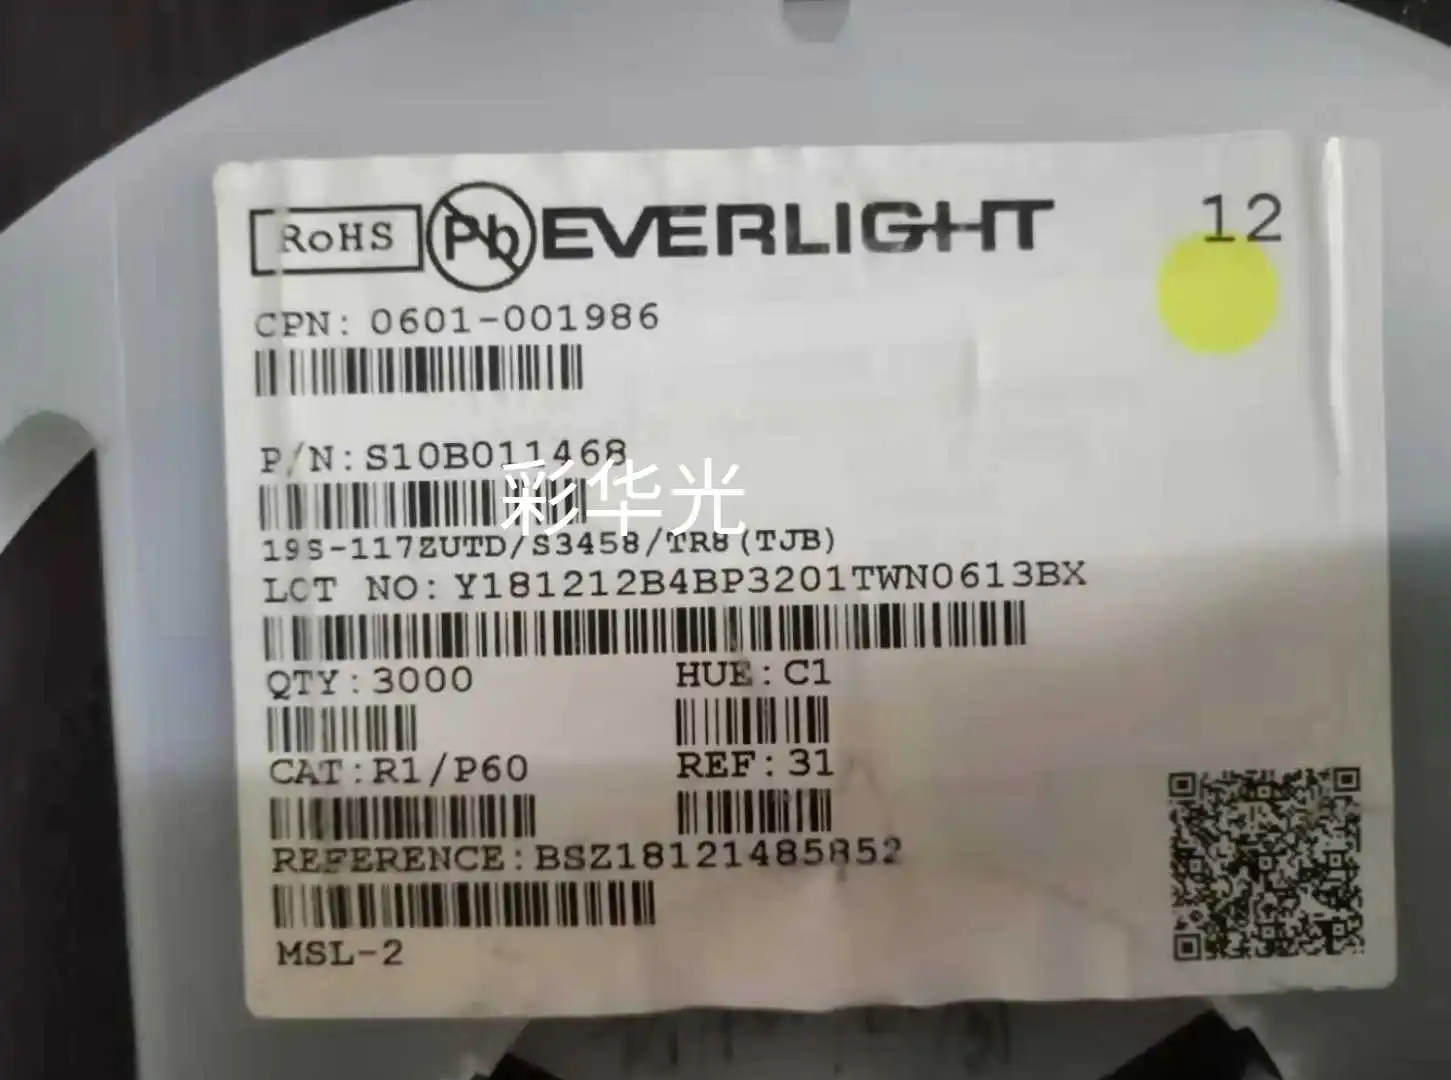 RoHS Pb EVERLIGHT 12
CPN: 0601-001986
P/N:S10B011468
彩华光
19S-117ZUTD/S3458/TR8(TJB)
LOT NO:Y181212B4BP3201TWN0613BX
QTY:3000 HUE:C1
CAT:R1/P60 REF:31
REFERENCE:BSZ18121485852
MSL-2